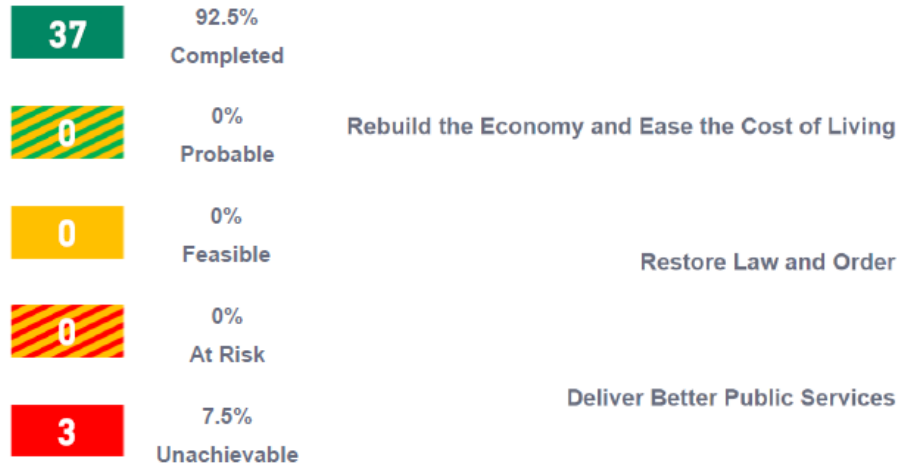 37
92.5%
Completed
0
0%
Probable
0
0%
Feasible
0
0%
At Risk
3
7.5%
Unachievable
Rebuild the Economy and Ease the Cost of Living
Restore Law and Order
Deliver Better Public Services